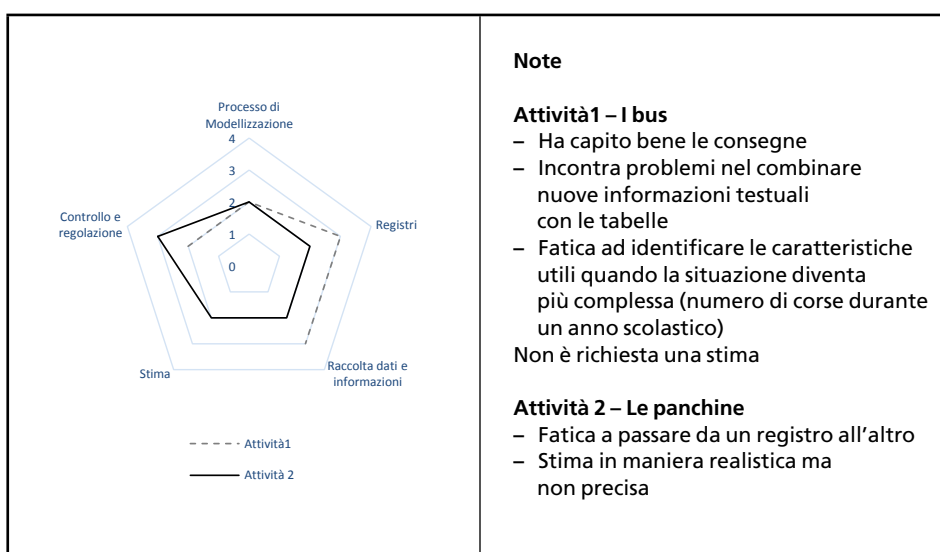 Processo di
Modellizzazione
4
3
2
1
0
Registri
Raccolta dati e
informazioni
Stima
Controllo e
regolazione
Attività1
Attività 2
Note
Attività1 – I bus
– Ha capito bene le consegne
– Incontra problemi nel combinare
nuove informazioni testuali
con le tabelle
– Fatica ad identificare le caratteristiche
utili quando la situazione diventa
più complessa (numero di corse durante
un anno scolastico)
Non è richiesta una stima
Attività 2 – Le panchine
– Fatica a passare da un registro all’altro
– Stima in maniera realistica ma
non precisa